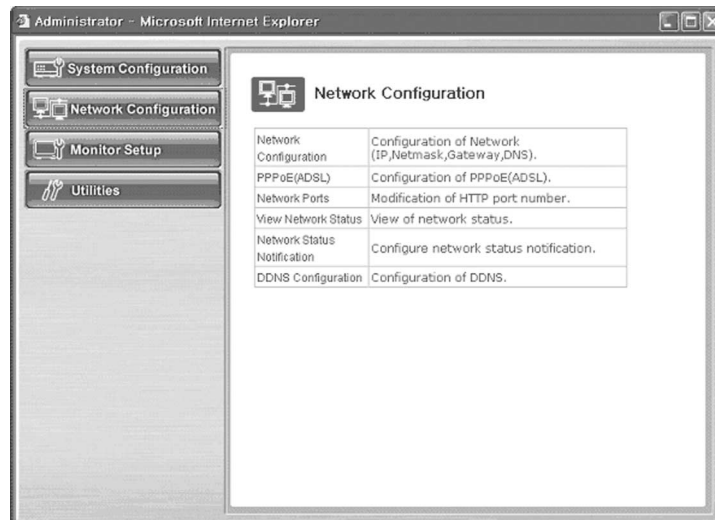 Administrator - Microsoft Internet Explorer
System Configuration
Network Configuration
Monitor Setup
Utilities
Network Configuration
Network
Configuration
Configuration of Network
(IP,Netmask,Gateway,DNS).
PPPoE(ADSL)
Configuration of PPPoE(ADSL).
Network Ports
Modification of HTTP port number.
View Network Status
View of network status.
Network Status
Notification
Configure network status notification.
DDNS Configuration
Configuration of DDNS.